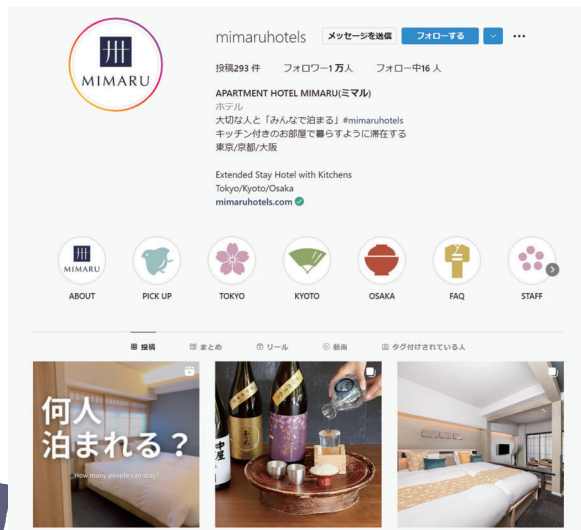 MIMARU
mimaruhotels メッセージを送信 フォローする
投稿293 件 フォロワー1 万人 フォロー中16 人
APARTMENT HOTEL MIMARU(ミマル)
ホテル
大切な人と「みんなで泊まる」#mimaruhotels
キッチン付きのお部屋で暮らすように滞在する
東京/京都/大阪
Extended Stay Hotel with Kitchens
Tokyo/Kyoto/Osaka
mimaruhotels.com
MIMARU
ABOUT PICK UP TOKYO KYOTO OSAKA FAQ STAFF
投稿 まとめ リール 動画 タグ付けされている人
何人
泊まれる？
How many people can stay?